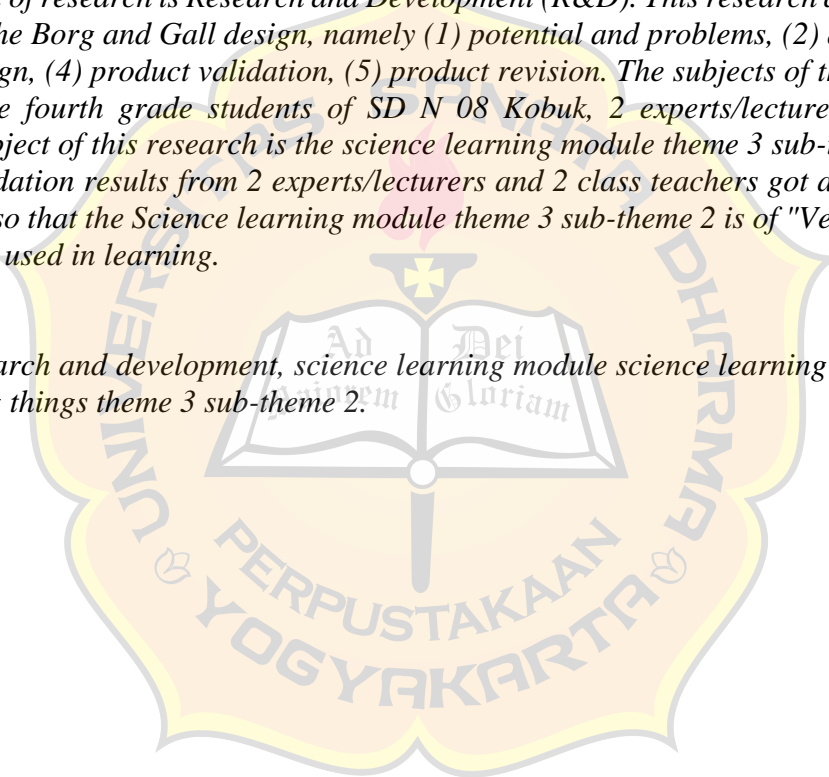 of research is Research and Development (R&D). This research
he Borg and Gall design, namely (1) potential and problems, (2)
gn, (4) product validation, (5) product revision. The subjects of
e fourth grade students of SD N 08 Kobuk, 2 experts/lecture
ject of this research is the science learning module theme 3 sub-
dation results from 2 experts/lecturers and 2 class teachers got
so that the Science learning module theme 3 sub-theme 2 is of "Ve
used in learning.
arch and development, science learning module science learning
things theme 3 sub-theme 2.
UNIVERSITAS SANATA DHARMA
Ad Dei
Maiorem Gloriam
PERPUSTAKAAN
YOGYAKARTA